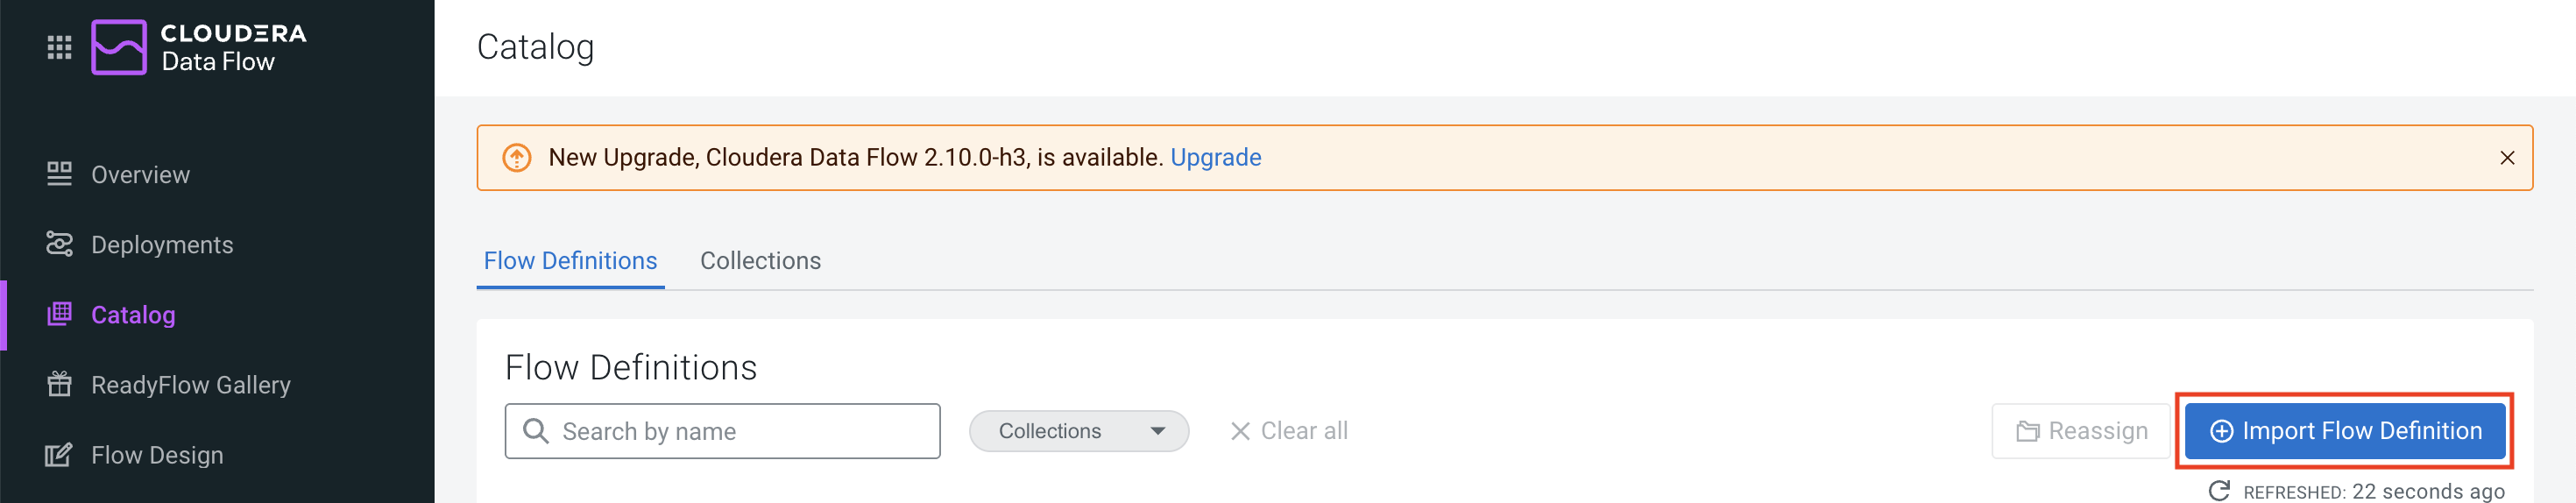 CLOUDERA
Data Flow
Overview
Deployments
Catalog
ReadyFlow Gallery
Flow Design
Catalog
New Upgrade, Cloudera Data Flow 2.10.0-h3, is available. Upgrade
Flow Definitions Collections
Flow Definitions
Search by name Collections Clear all Reassign Import Flow Definition
REFRESHED: 22 seconds ago